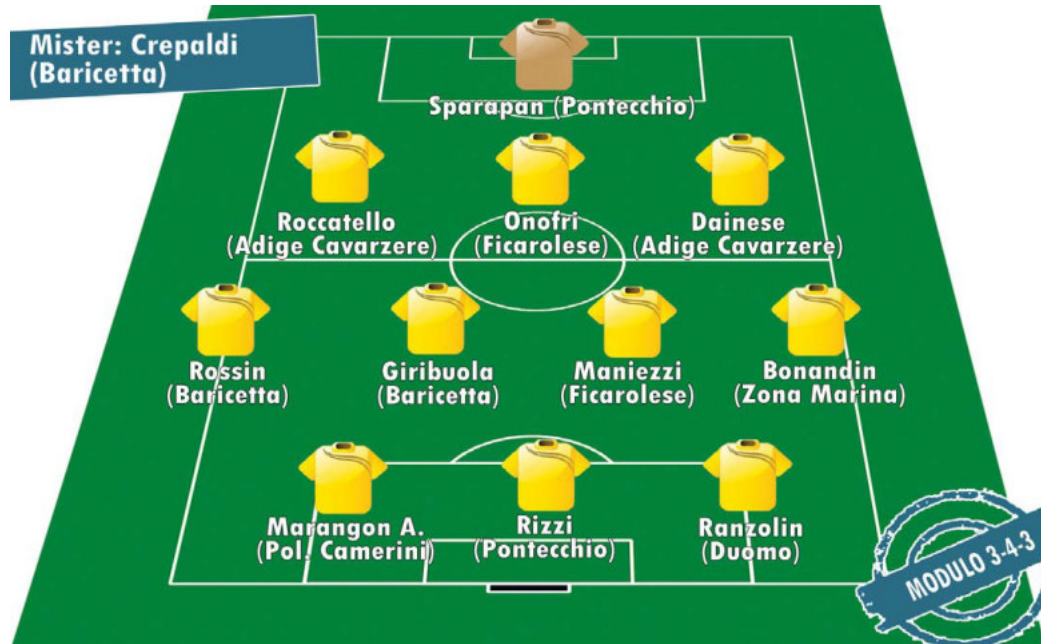 Mister: Crepaldi
(Baricetta)
Sparapan (Pontecchio)
Roccatello
(Adige Cavarzere)
Onofri
(Ficarolese)
Dainese
(Adige Cavarzere)
Rossin
(Baricetta)
Giribuola
(Baricetta)
Maniezzi
(Ficarolese)
Bonandin
(Zona Marina)
Marangon A.
(Pol. Camerini)
Rizzi
(Pontecchio)
Ranzolin
(Duomo)
MODULO 3-4-3